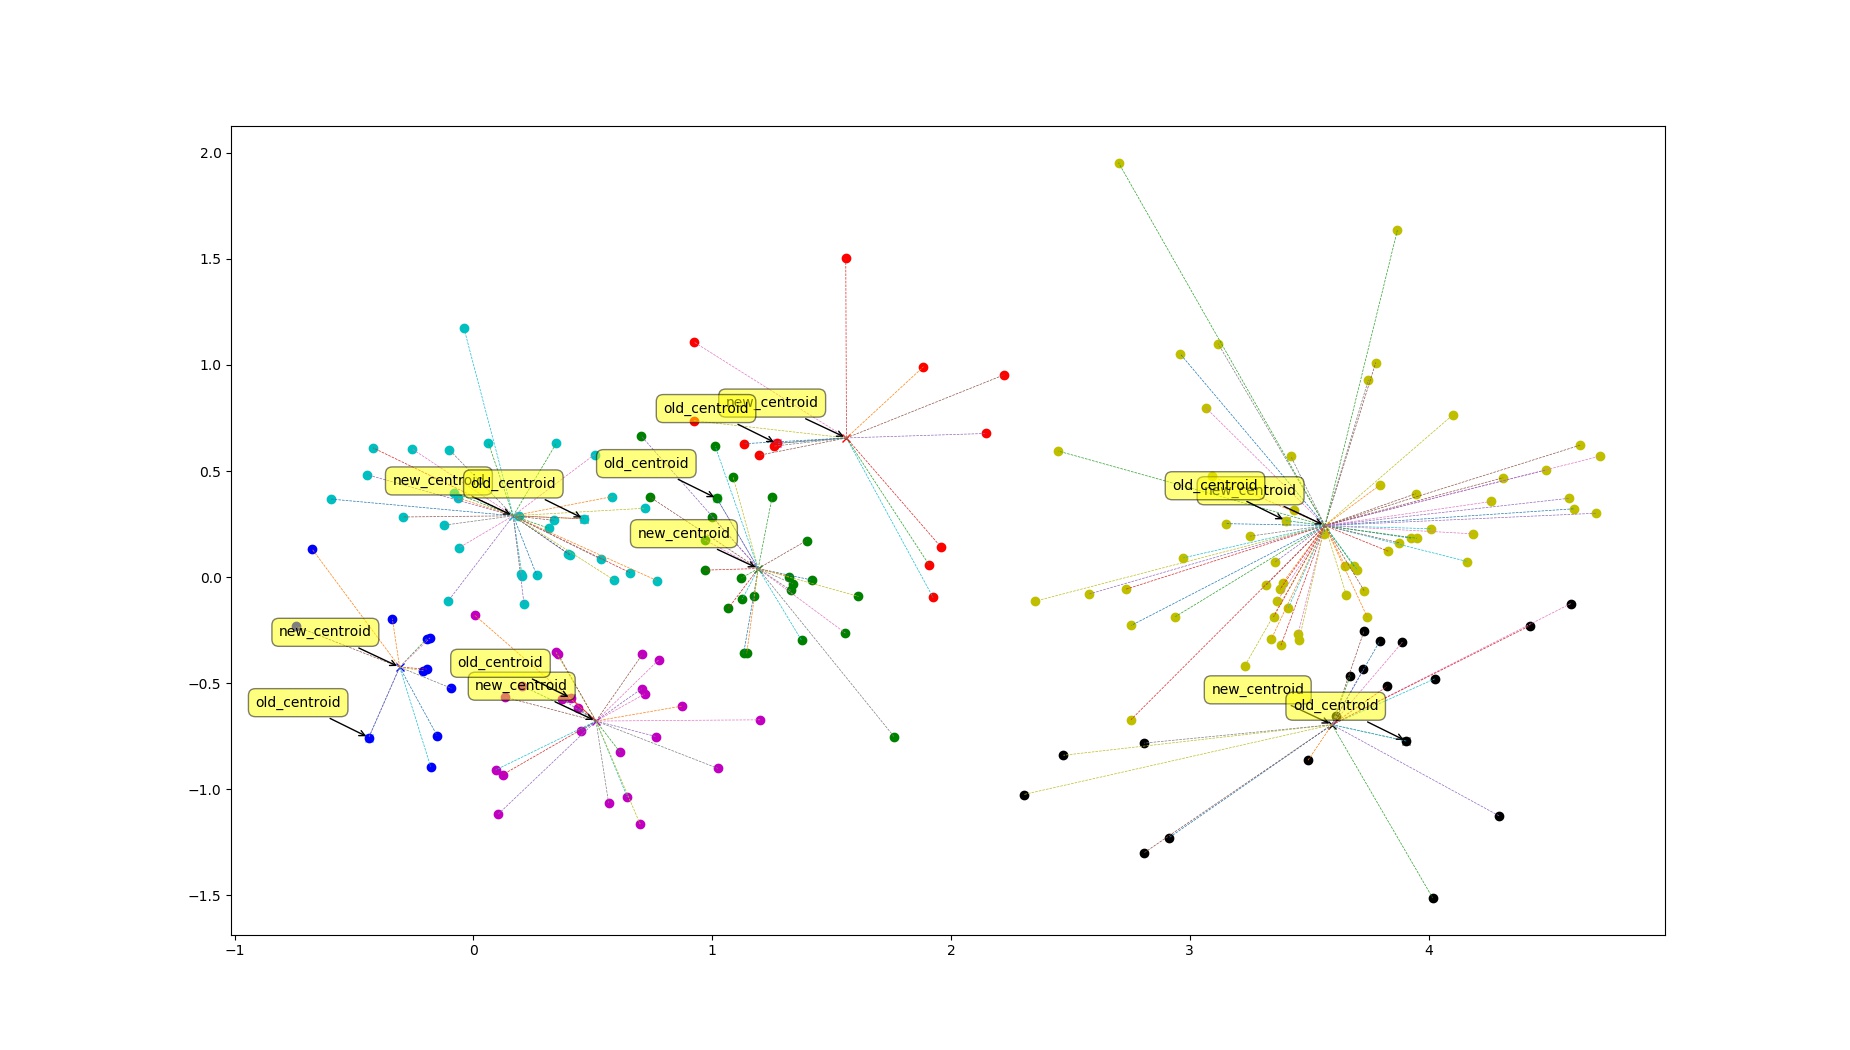 2.0
1.5
1.0
0.5
0.0
−0.5
−1.0
−1.5
−1
0
1
2
3
4
old_centroid
new_centroid
old_centroid
new_centroid
old_centroid
new_centroid
old_centroid
new_centroid
new_centroid
old_centroid
old_centroid
new_centroid
new_centroid
old_centroid